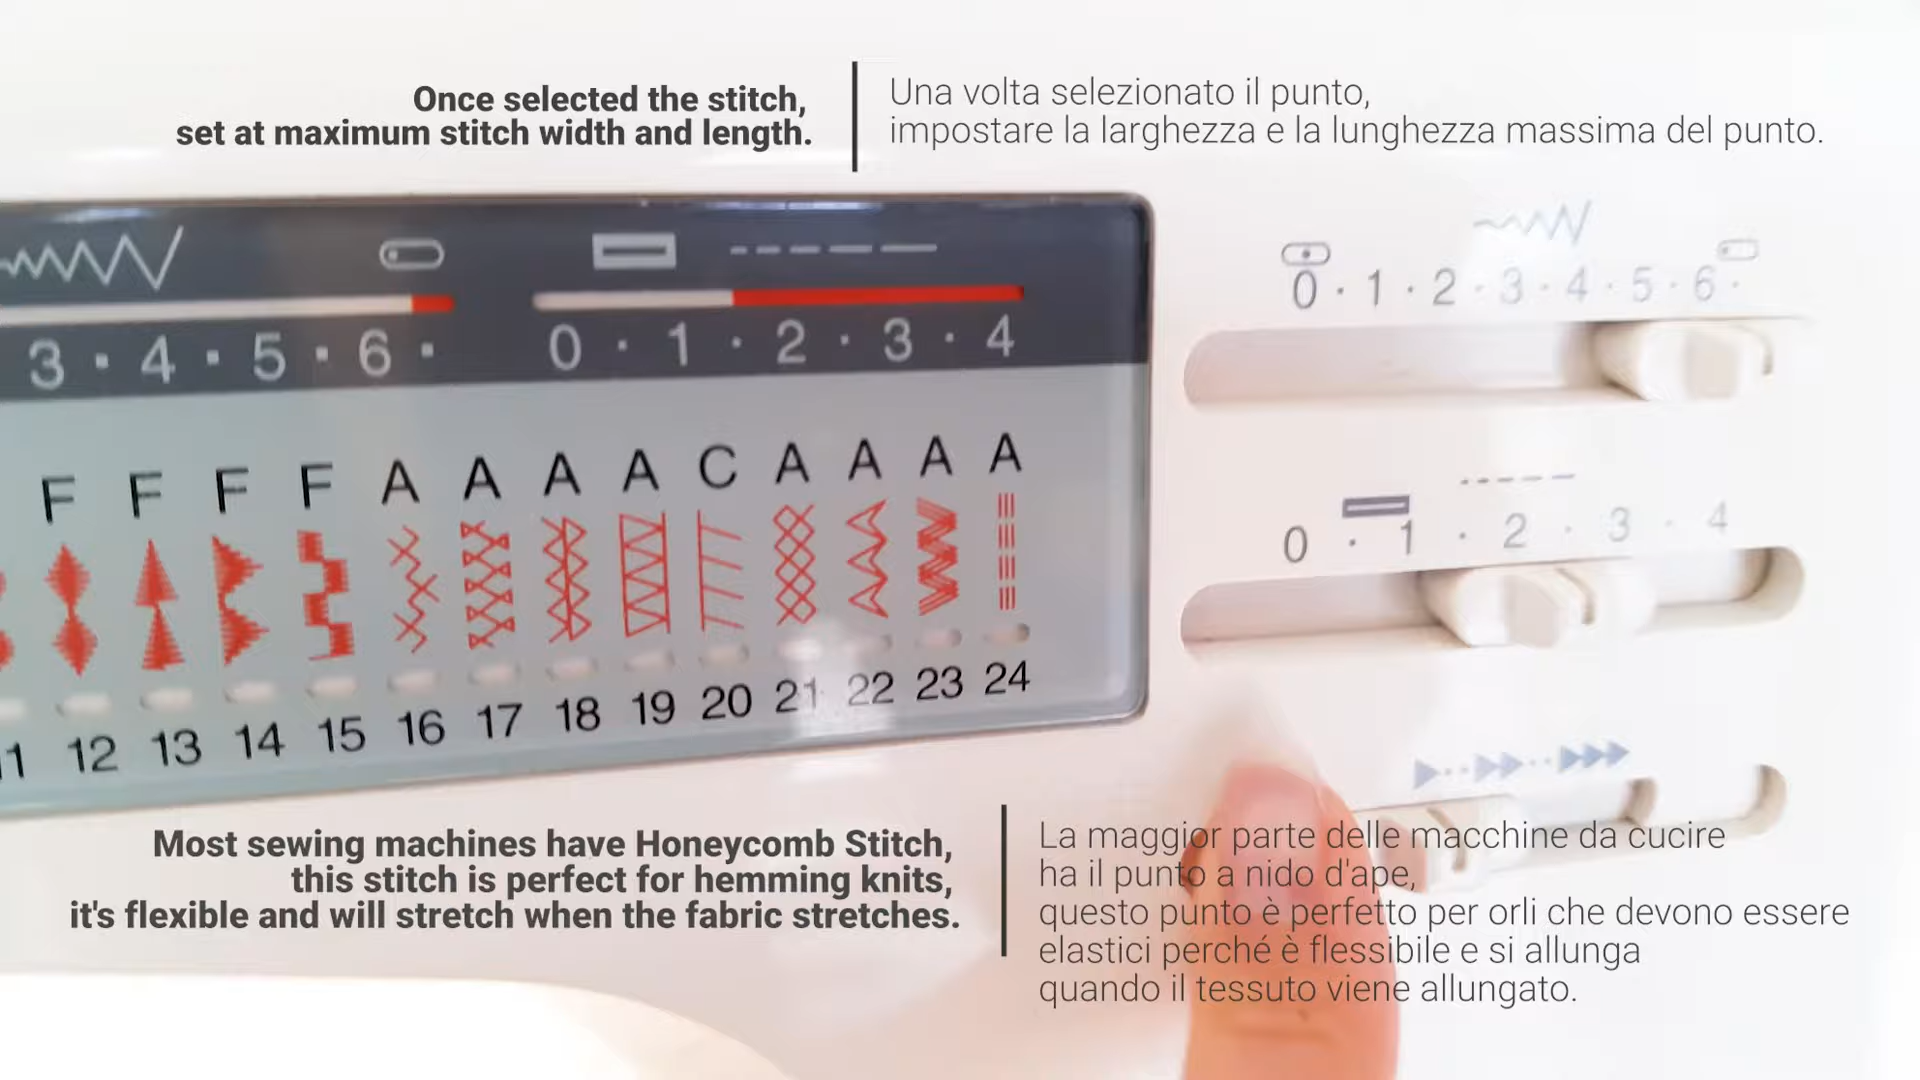 Once selected the stitch,
set at maximum stitch width and length.
Una volta selezionato il punto,
impostare la larghezza e la lunghezza massima del punto.
3 · 4 · 5 · 6 ·
0 · 1 · 2 · 3 · 4
0 · 1 · 2 · 3 · 4 · 5 · 6 ·
0 · 1 · 2 · 3 · 4
F F F F A A A A C A A A A
11 12 13 14 15 16 17 18 19 20 21 22 23 24
Most sewing machines have Honeycomb Stitch,
this stitch is perfect for hemming knits,
it's flexible and will stretch when the fabric stretches.
La maggior parte delle macchine da cucire
ha il punto a nido d'ape,
questo punto è perfetto per orli che devono essere
elastici perché è flessibile e si allunga
quando il tessuto viene allungato.